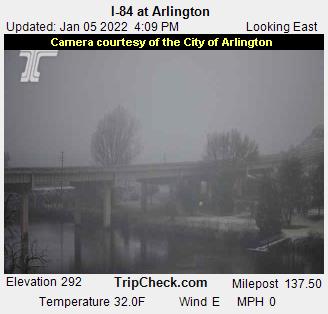 I-84 at Arlington
Updated: Jan 05 2022 4:09 PM Looking East
Camera courtesy of the City of Arlington
Elevation 292 TripCheck.com Milepost 137.50
Temperature 32.0F Wind E MPH 0